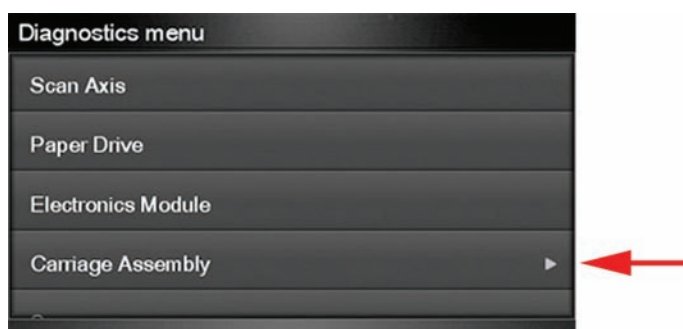 Diagnostics menu
Scan Axis
Paper Drive
Electronics Module
Carriage Assembly